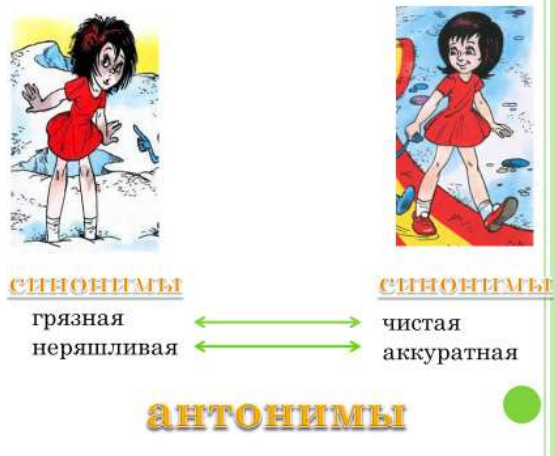 синонимы
грязная
неряшливая
синонимы
чистая
аккуратная
антонимы